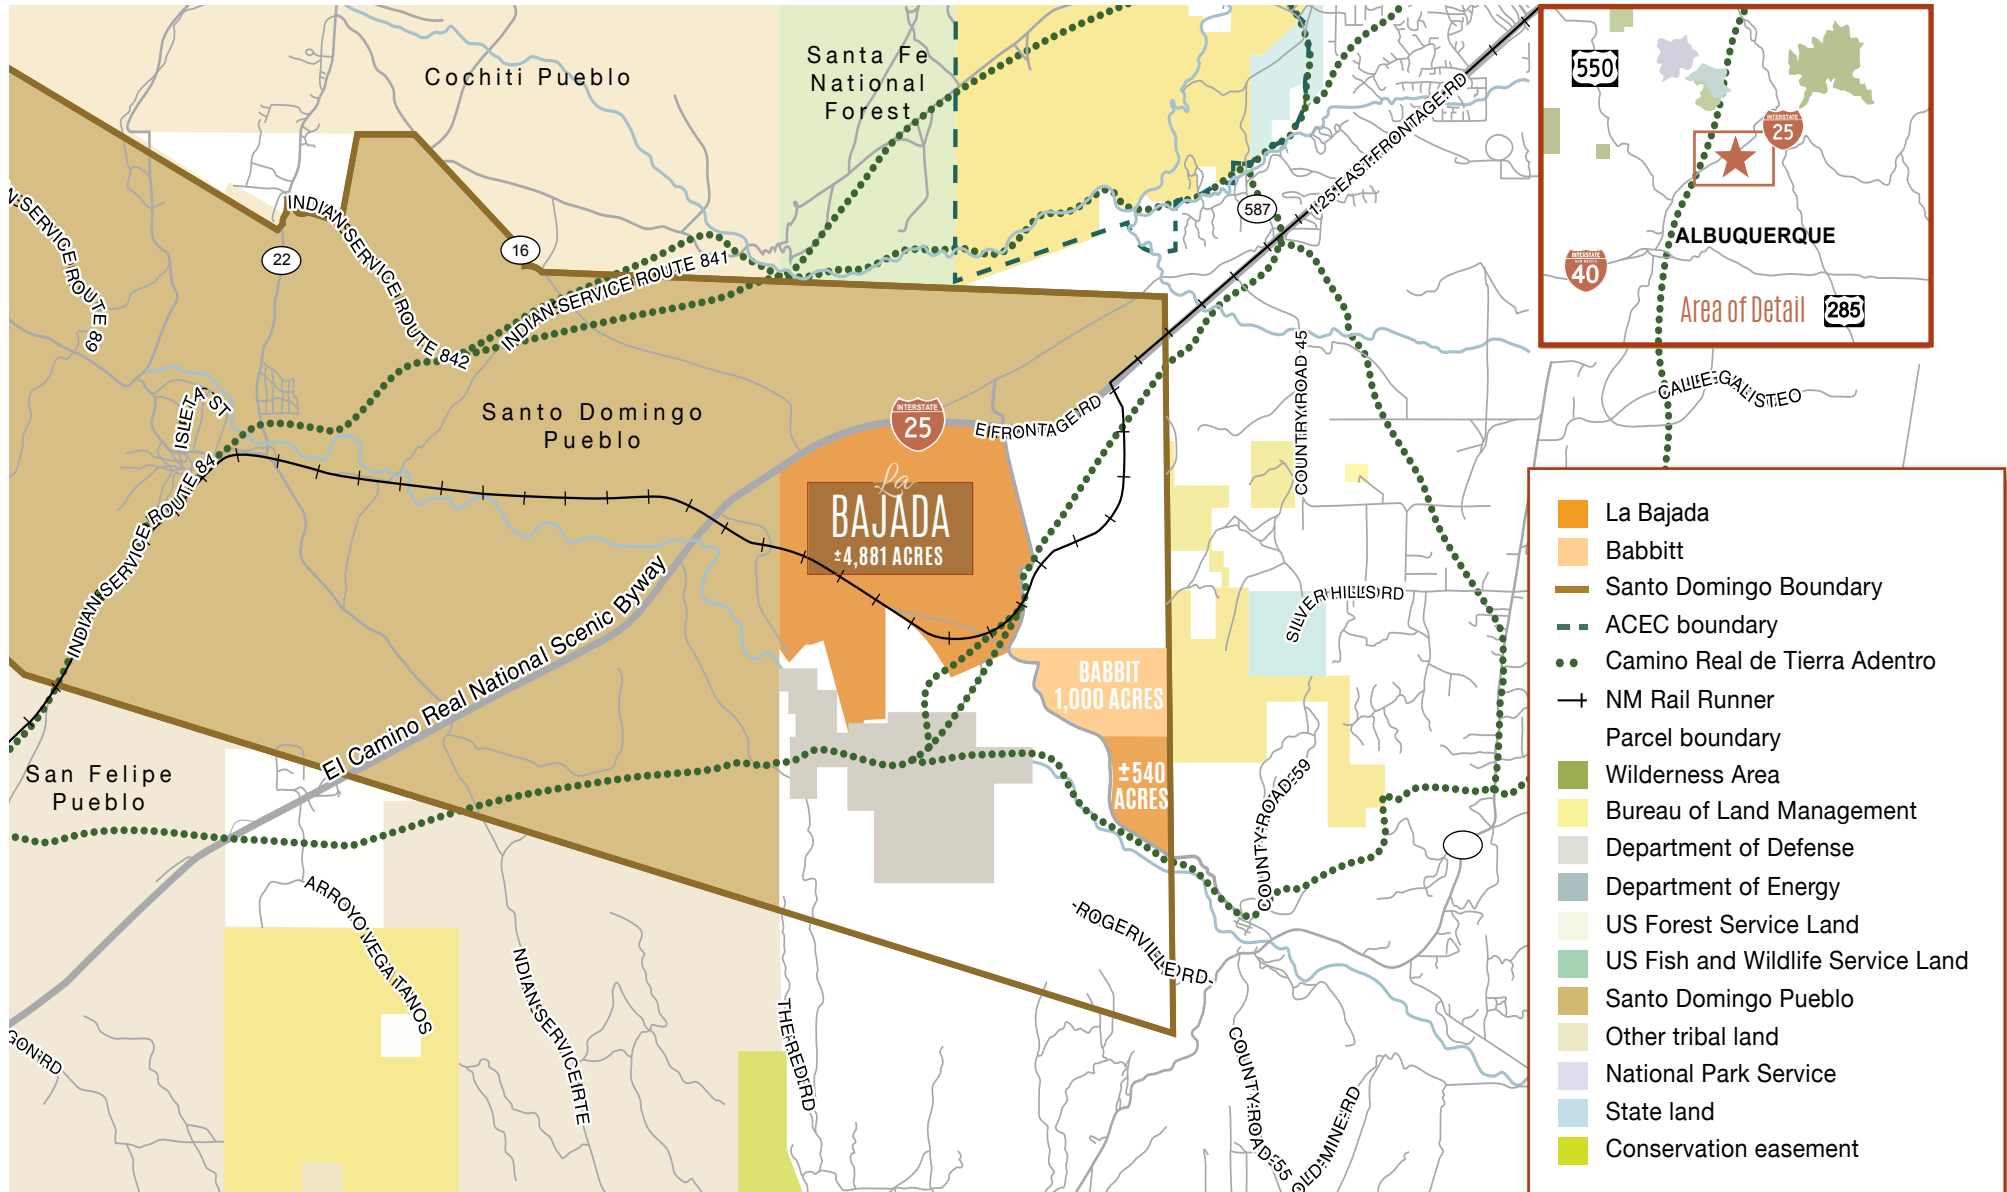 Cochiti Pueblo
Santa Fe
National
Forest
550
INTERSTATE
25
ALBUQUERQUE
INTERSTATE
NEW MEXICO
40
Area of Detail
285
I-25 EAST FRONTAGE RD
587
INDIAN SERVICE ROUTE 842
22
16
INDIAN SERVICE ROUTE 841
SERVICE ROUTE 89
ISLETA ST
Santo Domingo
Pueblo
INTERSTATE
25
E FRONTAGE RD
COUNTRY ROAD 45
CALLE GALISTEO
INDIAN SERVICE ROUTE 84
La
BAJADA
±4,881 ACRES
El Camino Real National Scenic Byway
SILVER HILLS RD
BABBIT
1,000 ACRES
±540
ACRES
San Felipe
Pueblo
COUNTY ROAD 59
ARROYO VEGA TANOS
NDIAN SERVICE RTE
ROGERVILLE RD
THE RED RD
GON RD
COUNTY ROAD 55
OLD MINE RD
La Bajada
Babbitt
Santo Domingo Boundary
ACEC boundary
Camino Real de Tierra Adentro
NM Rail Runner
Parcel boundary
Wilderness Area
Bureau of Land Management
Department of Defense
Department of Energy
US Forest Service Land
US Fish and Wildlife Service Land
Santo Domingo Pueblo
Other tribal land
National Park Service
State land
Conservation easement